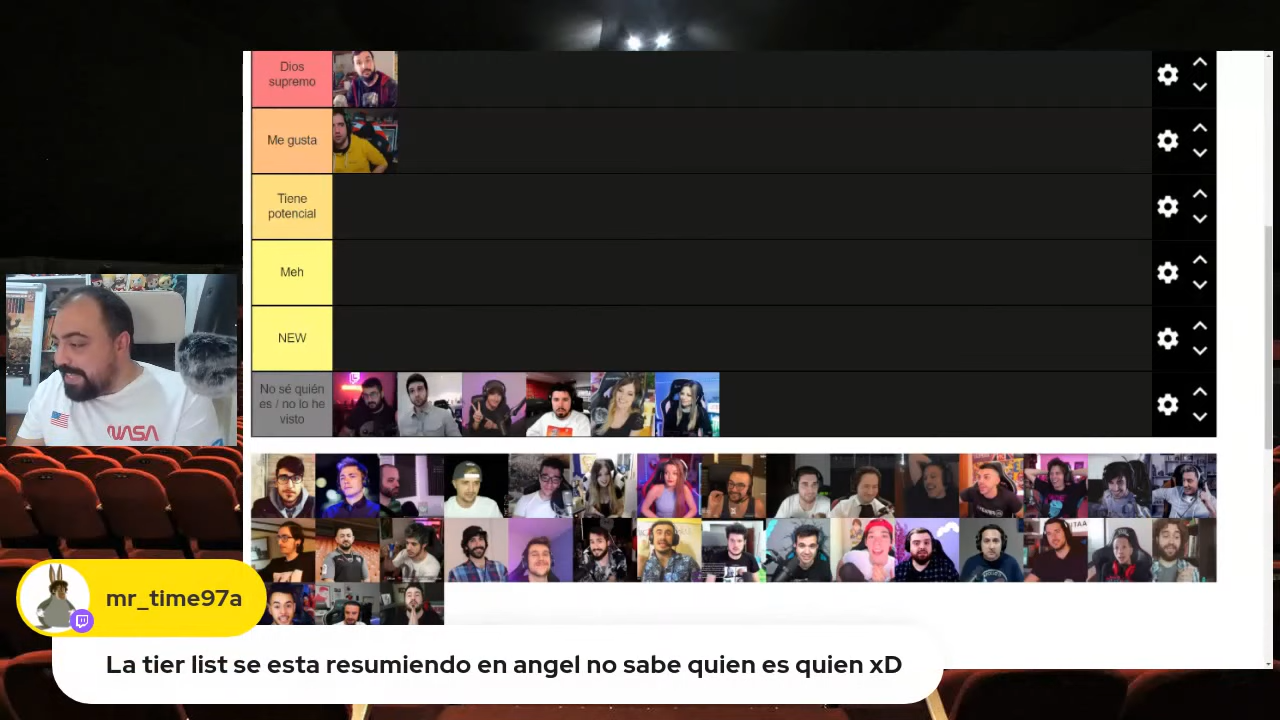 Dios
supremo
Me gusta
Tiene
potencial
Meh
NEW
No sé quién
es / no lo he
visto
NASA
mr_time97a
La tier list se esta resumiendo en angel no sabe quien es quien xD